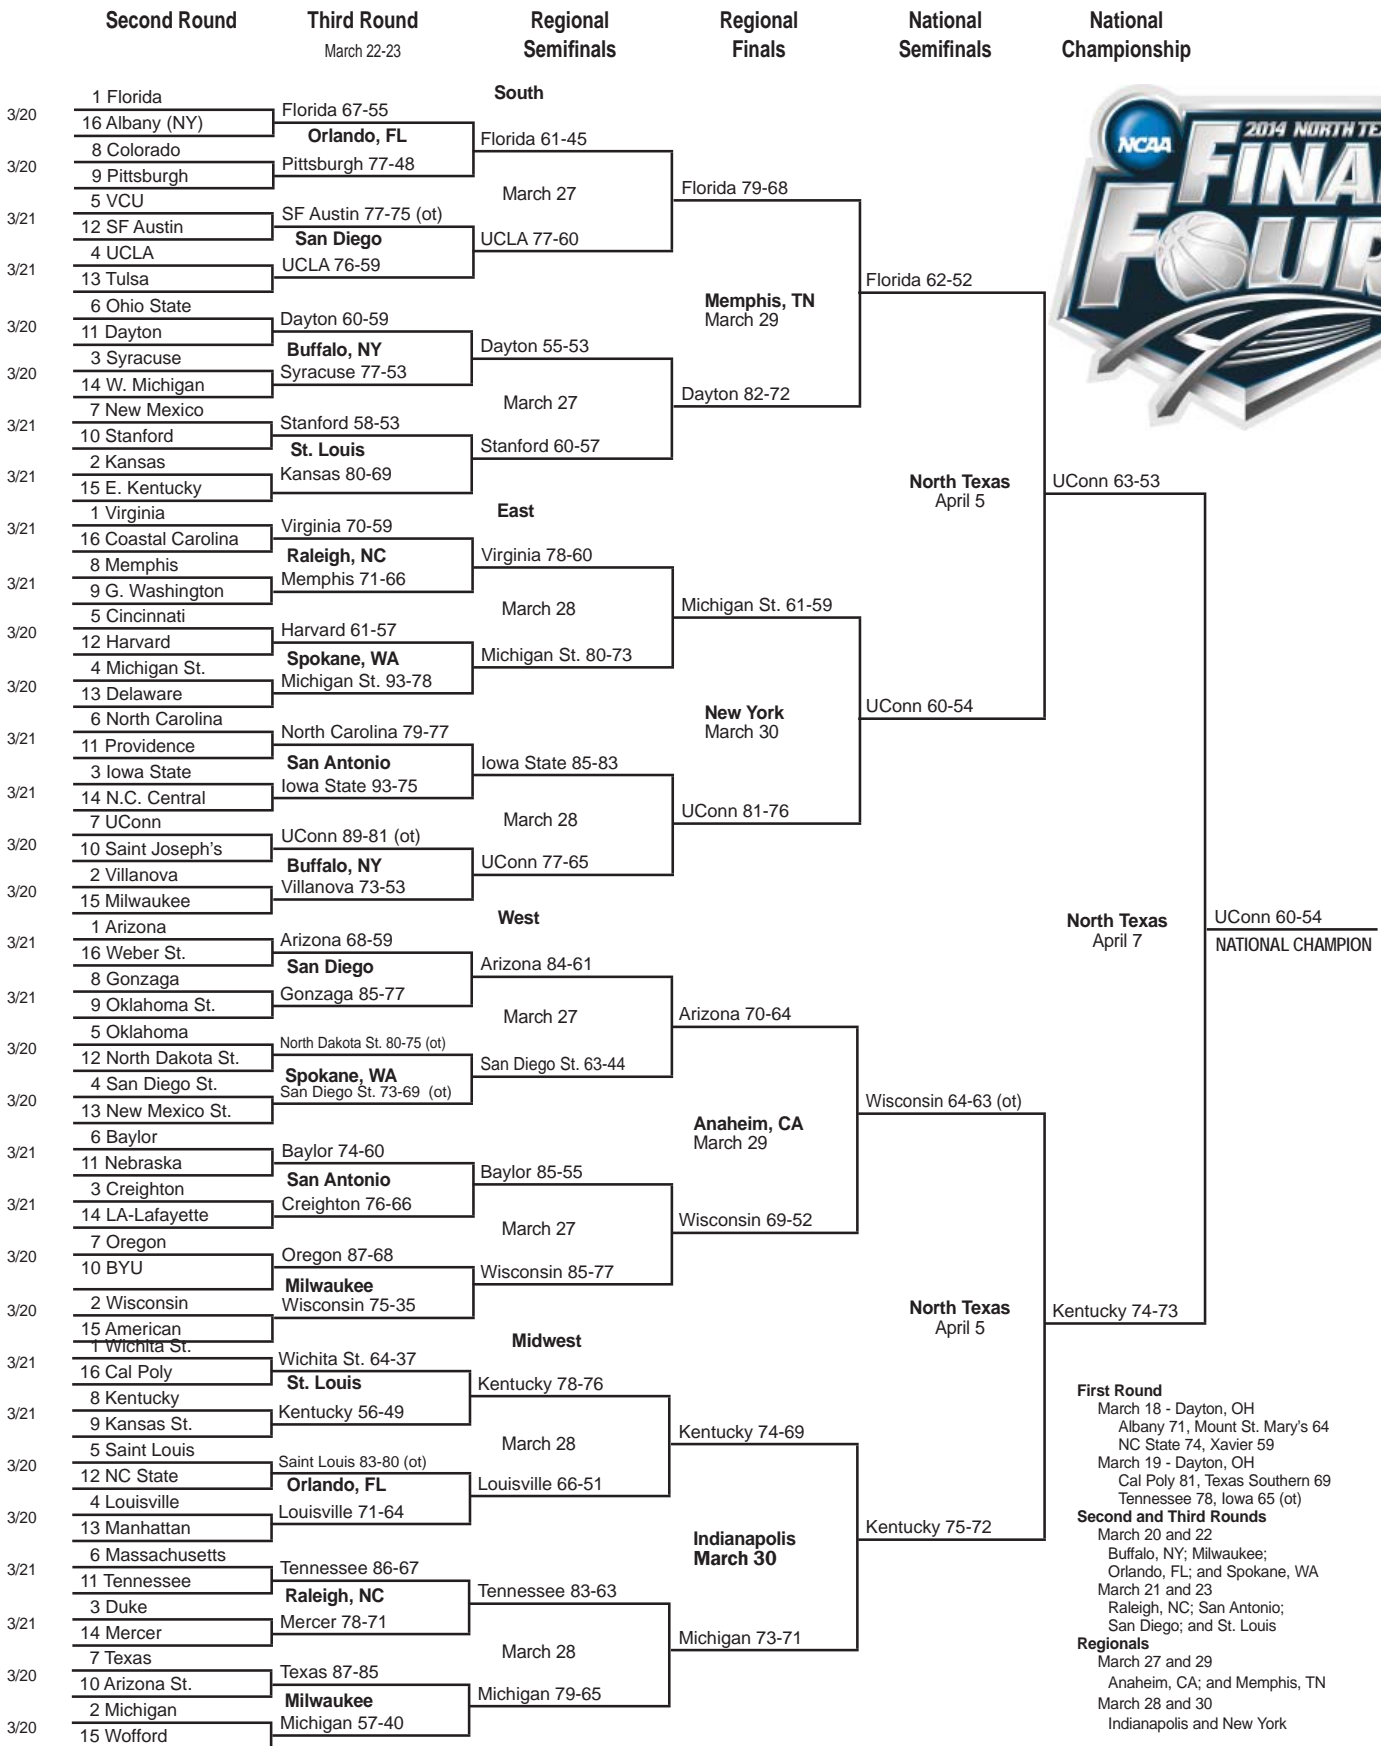 Second Round
Third Round
March 22-23
Regional
Semifinals
Regional
Finals
National
Semifinals
National
Championship
NCAA
2014 NORTH
South
3/20
1 Florida
16 Albany (NY)
Florida 67-55
Orlando, FL
3/20
8 Colorado
9 Pittsburgh
Pittsburgh 77-48
Florida 61-45
March 27
3/21
5 VCU
12 SF Austin
SF Austin 77-75 (ot)
San Diego
3/21
4 UCLA
13 Tulsa
UCLA 76-59
UCLA 77-60
Florida 79-68
Memphis, TN
March 29
3/20
6 Ohio State
11 Dayton
Dayton 60-59
Buffalo, NY
3/20
3 Syracuse
14 W. Michigan
Syracuse 77-53
Dayton 55-53
March 27
3/21
7 New Mexico
10 Stanford
Stanford 58-53
St. Louis
3/21
2 Kansas
15 E. Kentucky
Kansas 80-69
Stanford 60-57
Dayton 82-72
Florida 62-52
North Texas
April 5
UConn 63-53
East
3/21
1 Virginia
16 Coastal Carolina
Virginia 70-59
Raleigh, NC
3/21
8 Memphis
9 G. Washington
Memphis 71-66
Virginia 78-60
March 28
3/20
5 Cincinnati
12 Harvard
Harvard 61-57
Spokane, WA
3/20
4 Michigan St.
13 Delaware
Michigan St. 93-78
Michigan St. 80-73
Michigan St. 61-59
New York
March 30
3/21
6 North Carolina
11 Providence
North Carolina 79-77
San Antonio
3/21
3 Iowa State
14 N.C. Central
Iowa State 93-75
Iowa State 85-83
March 28
3/20
7 UConn
10 Saint Joseph's
UConn 89-81 (ot)
Buffalo, NY
3/20
2 Villanova
15 Milwaukee
Villanova 73-53
UConn 77-65
UConn 81-76
UConn 60-54
North Texas
April 7
UConn 60-54
NATIONAL CHAMPION
West
3/21
1 Arizona
16 Weber St.
Arizona 68-59
San Diego
3/21
8 Gonzaga
9 Oklahoma St.
Gonzaga 85-77
Arizona 84-61
March 27
3/20
5 Oklahoma
12 North Dakota St.
North Dakota St. 80-75 (ot)
Spokane, WA
3/20
4 San Diego St.
13 New Mexico St.
San Diego St. 73-69 (ot)
San Diego St. 63-44
Arizona 70-64
Anaheim, CA
March 29
3/21
6 Baylor
11 Nebraska
Baylor 74-60
San Antonio
3/21
3 Creighton
14 LA-Lafayette
Creighton 76-66
Baylor 85-55
March 27
3/20
7 Oregon
10 BYU
Oregon 87-68
Milwaukee
3/20
2 Wisconsin
15 American
Wisconsin 75-35
Wisconsin 85-77
Wisconsin 69-52
Wisconsin 64-63 (ot)
North Texas
April 5
Kentucky 74-73
Midwest
3/21
1 Wichita St.
16 Cal Poly
Wichita St. 64-37
St. Louis
3/21
8 Kentucky
9 Kansas St.
Kentucky 56-49
Kentucky 78-76
March 28
3/20
5 Saint Louis
12 NC State
Saint Louis 83-80 (ot)
Orlando, FL
3/20
4 Louisville
13 Manhattan
Louisville 71-64
Louisville 66-51
Kentucky 74-69
Indianapolis
March 30
3/21
6 Massachusetts
11 Tennessee
Tennessee 86-67
Raleigh, NC
3/21
3 Duke
14 Mercer
Mercer 78-71
Tennessee 83-63
March 28
3/20
7 Texas
10 Arizona St.
Texas 87-85
Milwaukee
3/20
2 Michigan
15 Wofford
Michigan 57-40
Michigan 79-65
Michigan 73-71
Kentucky 75-72
First Round
March 18 - Dayton, OH
Albany 71, Mount St. Mary's 64
NC State 74, Xavier 59
March 19 - Dayton, OH
Cal Poly 81, Texas Southern 69
Tennessee 78, Iowa 65 (ot)
Second and Third Rounds
March 20 and 22
Buffalo, NY; Milwaukee;
Orlando, FL; and Spokane, WA
March 21 and 23
Raleigh, NC; San Antonio;
San Diego; and St. Louis
Regionals
March 27 and 29
Anaheim, CA; and Memphis, TN
March 28 and 30
Indianapolis and New York